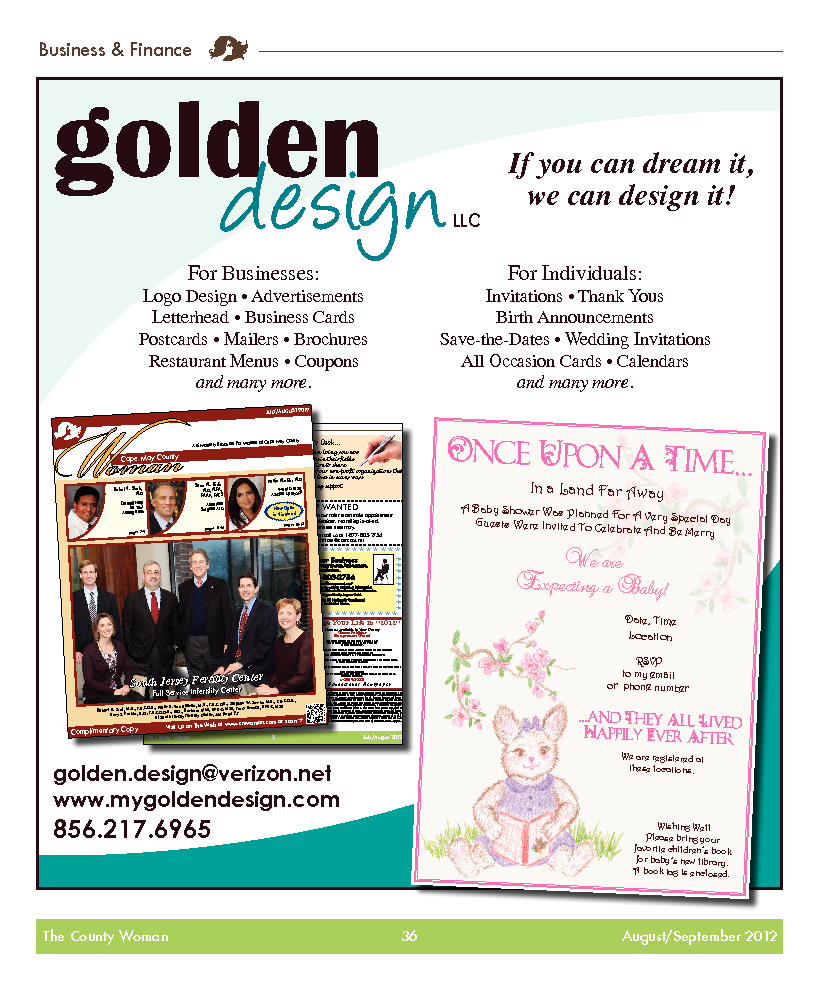 Business & Finance
golden
design LLC
If you can dream it,
we can design it!
For Businesses:
Logo Design • Advertisements
Letterhead • Business Cards
Postcards • Mailers • Brochures
Restaurant Menus • Coupons
and many more.
For Individuals:
Invitations • Thank Yous
Birth Announcements
Save-the-Dates • Wedding Invitations
All Occasion Cards • Calendars
and many more.
Cape May County
Woman
South Jersey Fertility Center
Full Service Infertility Center
Complimentary Copy
WANTED
July/August 2012
Once Upon A Time...
In a Land Far Away
A Baby Shower Was Planned For A Very Special Day
Guests Were Invited To Celebrate And Be Merry
We are
Expecting a Baby!
Date, Time
Location
RSVP
to my email
or phone number
...And They All Lived
Happily Ever After
We are registered at
these locations.
Wishing Well
Please bring your
favorite children's book
for baby's new library.
A book tag is enclosed.
golden.design@verizon.net
www.mygoldendesign.com
856.217.6965
The County Woman 36 August/September 2012